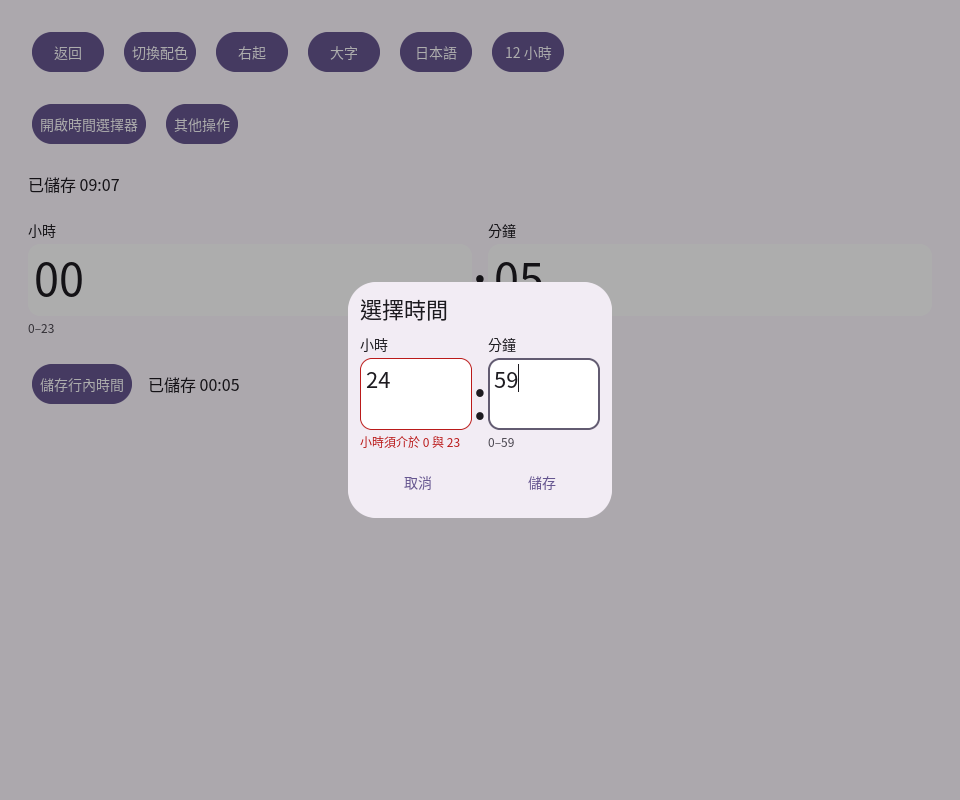 返回 切換配色 右起 大字 日本語 12 小時
開啟時間選擇器 其他操作
已儲存 09:07
小時 分鐘
00 : 05
0–23
儲存行內時間 已儲存 00:05
選擇時間
小時 分鐘
24 : 59
小時須介於 0 與 23 0–59
取消 儲存